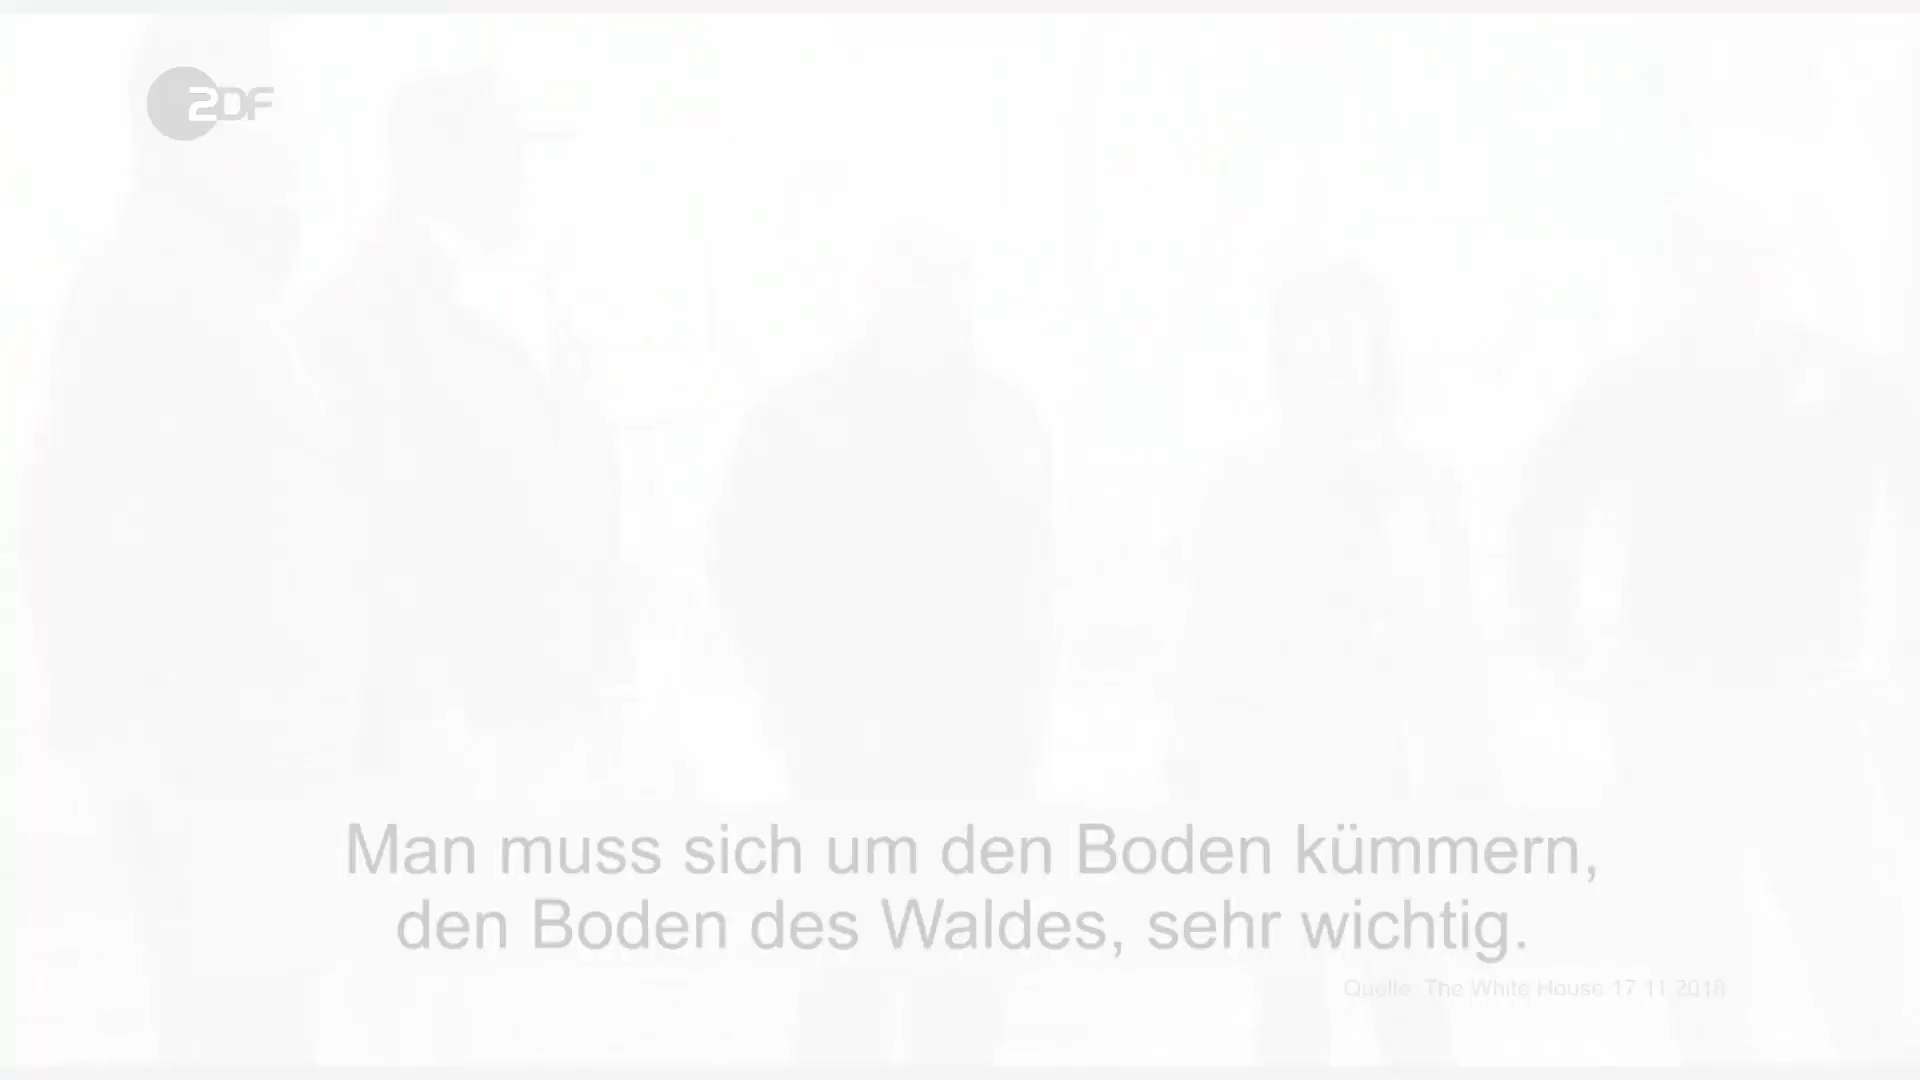 ZDF
Man muss sich um den Boden kümmern,
den Boden des Waldes, sehr wichtig.
Quelle: The White House 17.11.2018